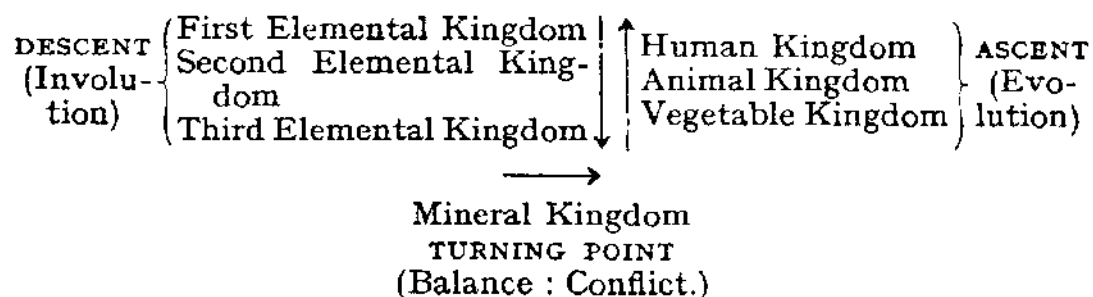 DESCENT
(Involu-
tion)
First Elemental Kingdom
Second Elemental King-
dom
Third Elemental Kingdom
Human Kingdom
Animal Kingdom
Vegetable Kingdom
ASCENT
(Evo-
lution)
Mineral Kingdom
TURNING POINT
(Balance : Conflict.)